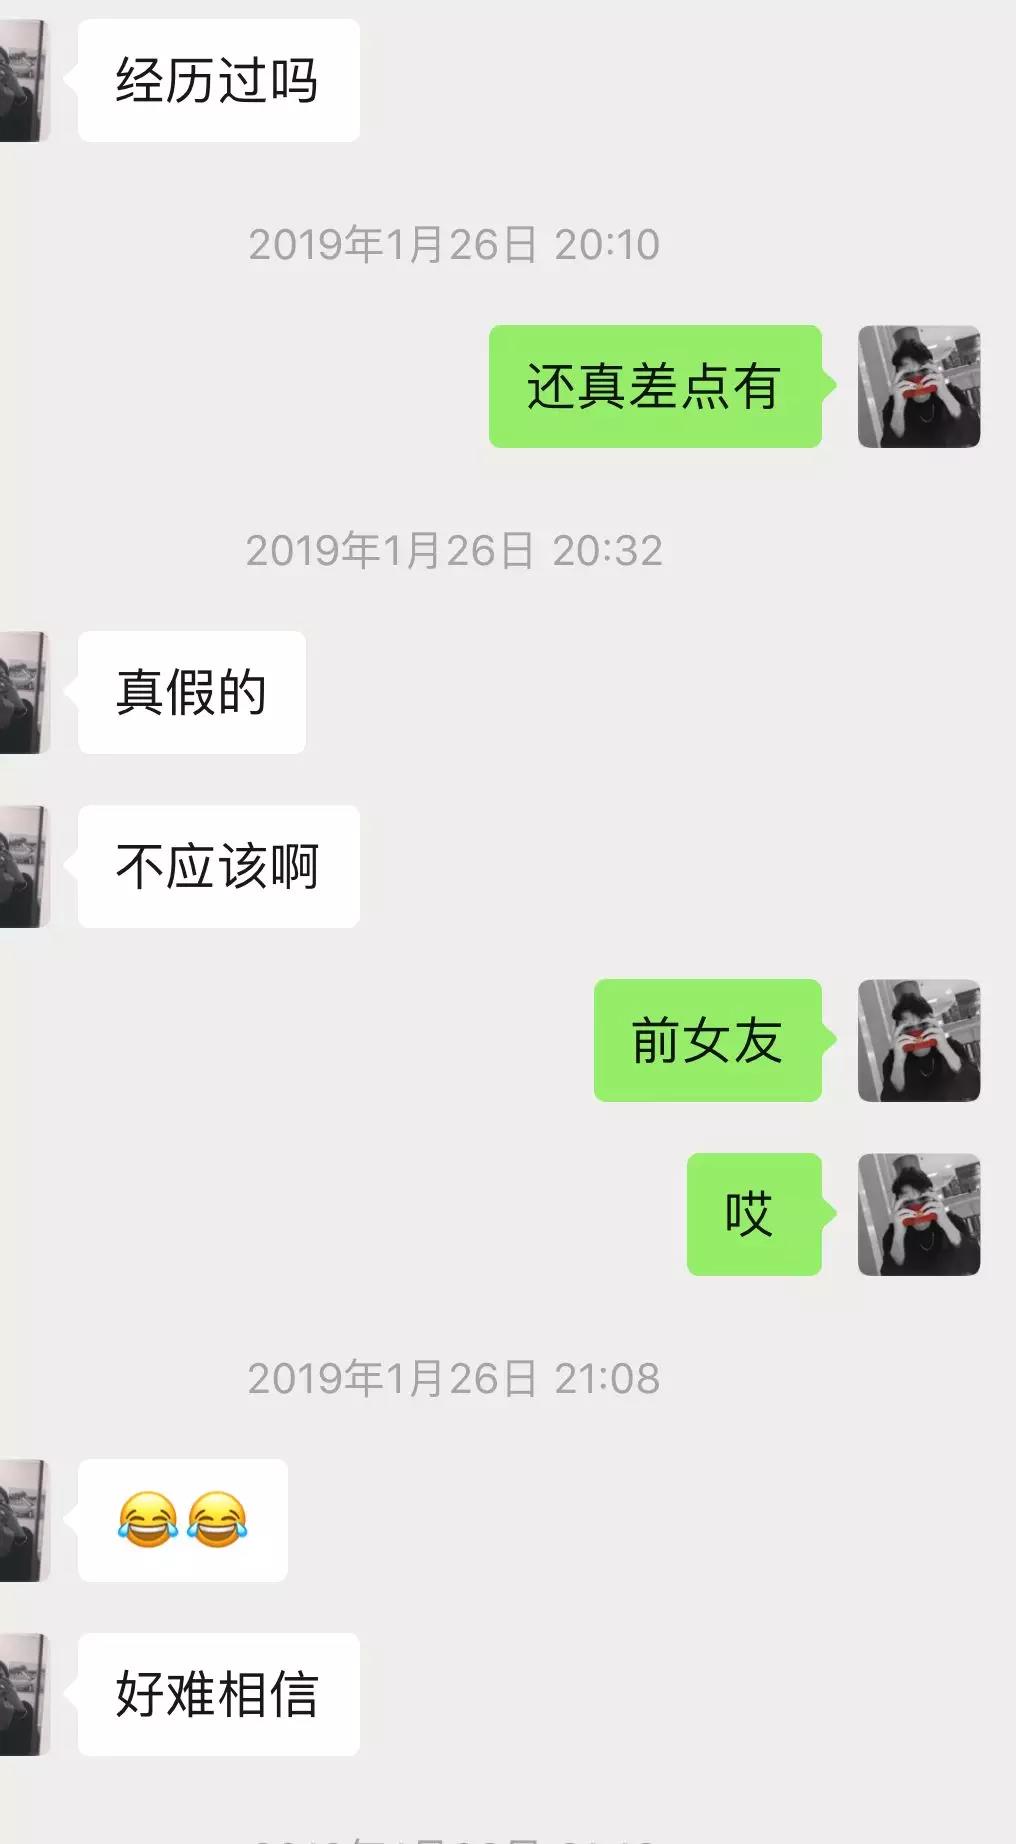 经历过吗
2019年1月26日 20:10
还真差点有
2019年1月26日 20:32
真假的
不应该啊
前女友
哎
2019年1月26日 21:08
😂😂
好难相信